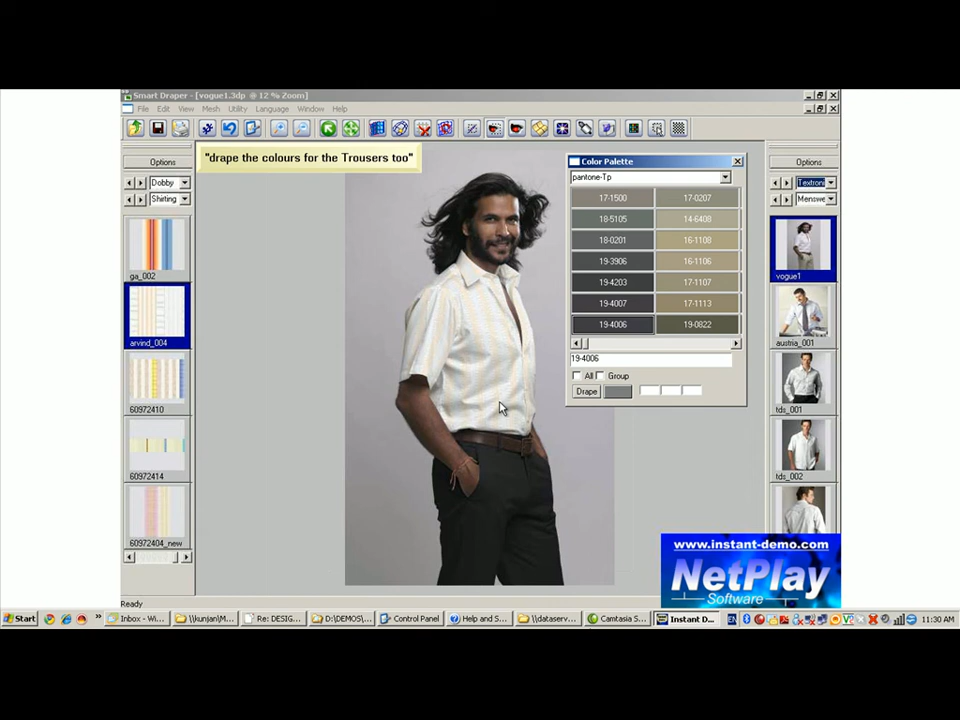 Smart Draper - [vogue1.3dp @ 12 % Zoom]
File Edit View Mesh Utility Language Window Help
"drape the colours for the Trousers too"
Options
Dobby
Shirting
ga_002
arvind_004
60972410
60972414
60972404_new
Color Palette
pantone-Tp
17-1500 17-0207
18-5105 14-6408
18-0201 16-1108
19-3906 16-1106
19-4203 17-1107
19-4007 17-1113
19-4006 19-0822
19-4006
All Group
Drape
Options
Textroni
Menswe
vogue1
austria_001
tds_001
tds_002
www.instant-demo.com
NetPlay
Software
Ready
Start
»
Inbox - Wi...
\\kunjan\M...
Re: DESIG...
D:\DEMOS\...
Control Panel
Help and S...
\\dataserv...
Camtasia S...
Instant D...
EN
11:30 AM